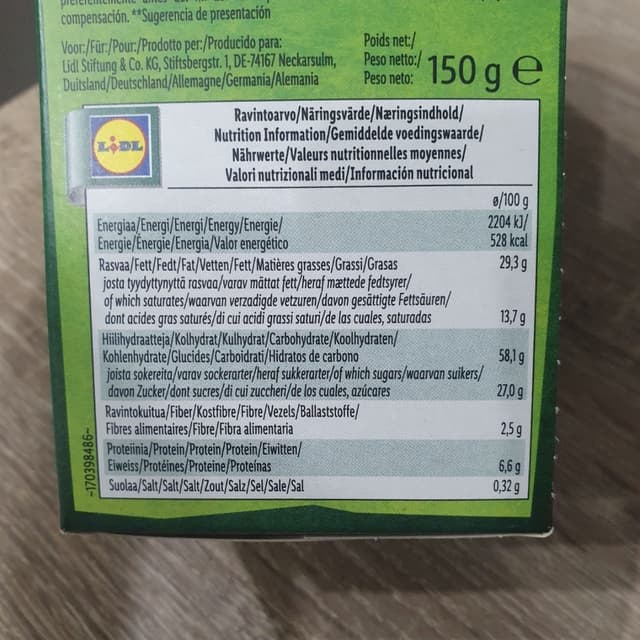 compensación. **Sugerencia de presentación
Voor:/Für:/Pour:/Prodotto per:/Producido para:
Lidl Stiftung & Co. KG, Stiftsbergstr. 1, DE-74167 Neckarsulm,
Duitsland/Deutschland/Allemagne/Germania/Alemania
Poids net:/
Peso netto:/
Peso neto:
150 g e
LIDL
Ravintoarvo/Näringsvärde/Næringsindhold/
Nutrition Information/Gemiddelde voedingswaarde/
Nährwerte/Valeurs nutritionnelles moyennes/
Valori nutrizionali medi/Información nutricional
ø/100 g
Energiaa/Energi/Energi/Energy/Energie/
Energie/Énergie/Energia/Valor energético
2204 kJ/
528 kcal
Rasvaa/Fett/Fedt/Fat/Vetten/Fett/Matières grasses/Grassi/Grasas
29,3 g
josta tyydyttynyttä rasvaa/varav mättat fett/heraf mættede fedtsyrer/
of which saturates/waarvan verzadigde vetzuren/davon gesättigte Fettsäuren/
dont acides gras saturés/di cui acidi grassi saturi/de las cuales, saturadas
13,7 g
Hiilihydraatteja/Kolhydrat/Kulhydrat/Carbohydrate/Koolhydraten/
Kohlenhydrate/Glucides/Carboidrati/Hidratos de carbono
58,1 g
joista sokereita/varav sockerarter/heraf sukkerarter/of which sugars/waarvan suikers/
davon Zucker/dont sucres/di cui zuccheri/de los cuales, azúcares
27,0 g
Ravintokuitua/Fiber/Kostfibre/Fibre/Vezels/Ballaststoffe/
Fibres alimentaires/Fibre/Fibra alimentaria
2,5 g
Proteiinia/Protein/Protein/Protein/Eiwitten/
Eiweiss/Protéines/Proteine/Proteínas
6,6 g
Suolaa/Salt/Salt/Salt/Zout/Salz/Sel/Sale/Sal
0,32 g
-170398486-